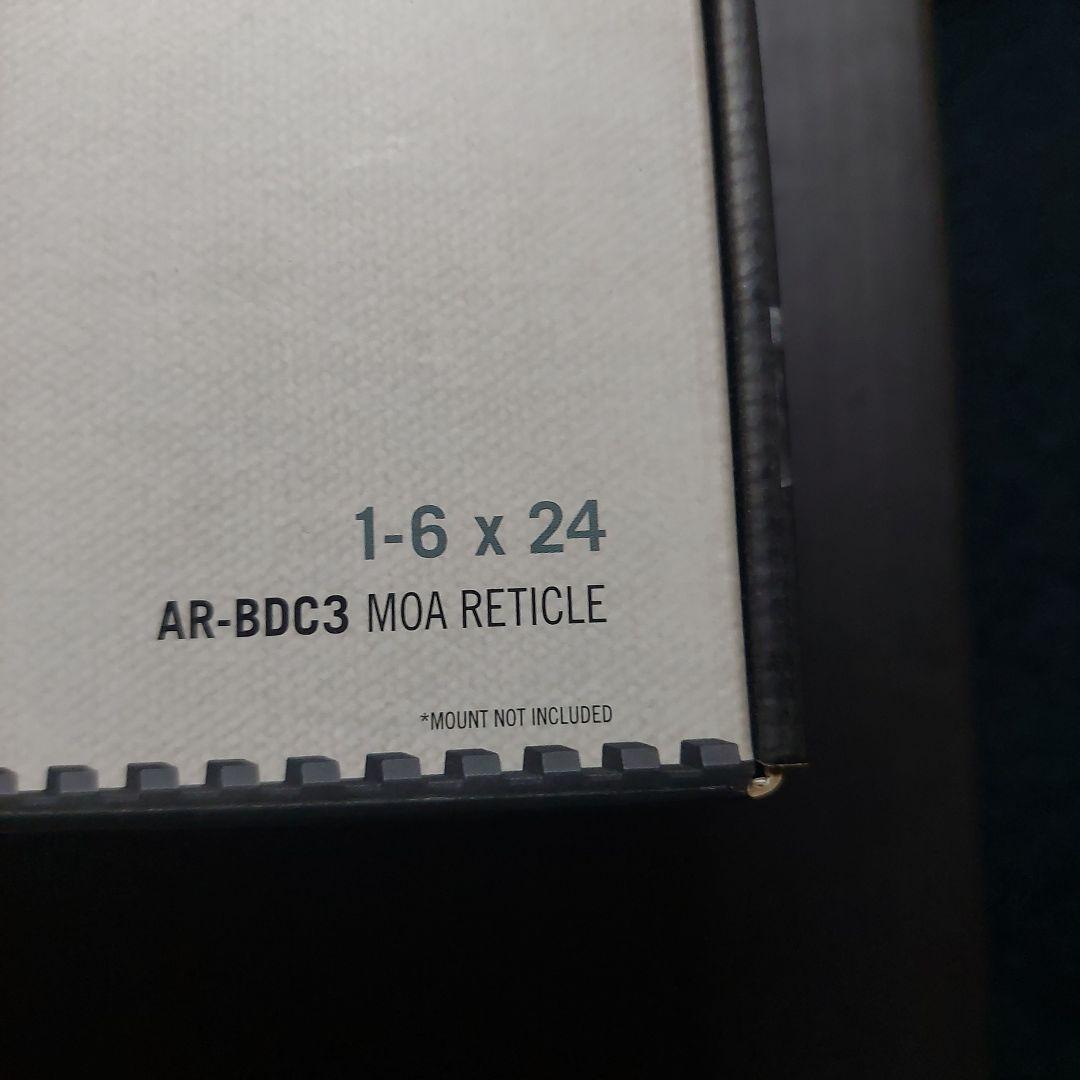 1-6 x 24
AR-BDC3 MOA RETICLE
*MOUNT NOT INCLUDED